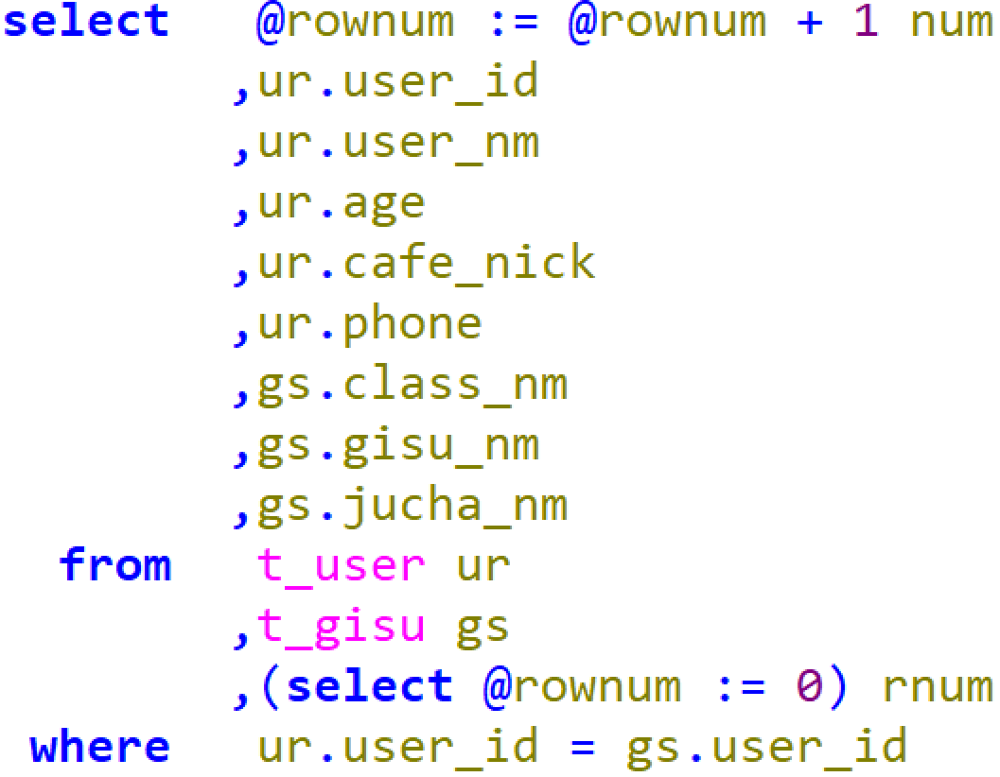 select @rownum := @rownum + 1 num
,ur.user_id
,ur.user_nm
,ur.age
,ur.cafe_nick
,ur.phone
,gs.class_nm
,gs.gisu_nm
,gs.jucha_nm
from t_user ur
,t_gisu gs
,(select @rownum := 0) rnum
where ur.user_id = gs.user_id